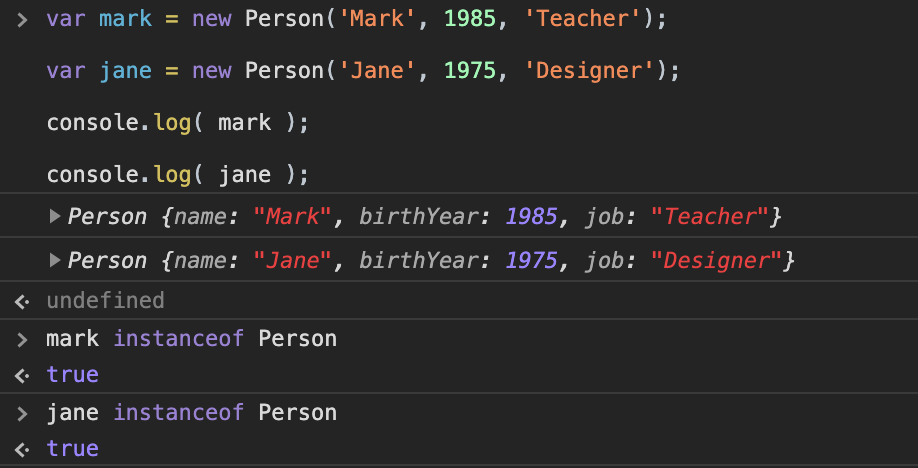 var mark = new Person('Mark', 1985, 'Teacher');
var jane = new Person('Jane', 1975, 'Designer');
console.log( mark );
console.log( jane );
Person {name: "Mark", birthYear: 1985, job: "Teacher"}
Person {name: "Jane", birthYear: 1975, job: "Designer"}
undefined
mark instanceof Person
true
jane instanceof Person
true